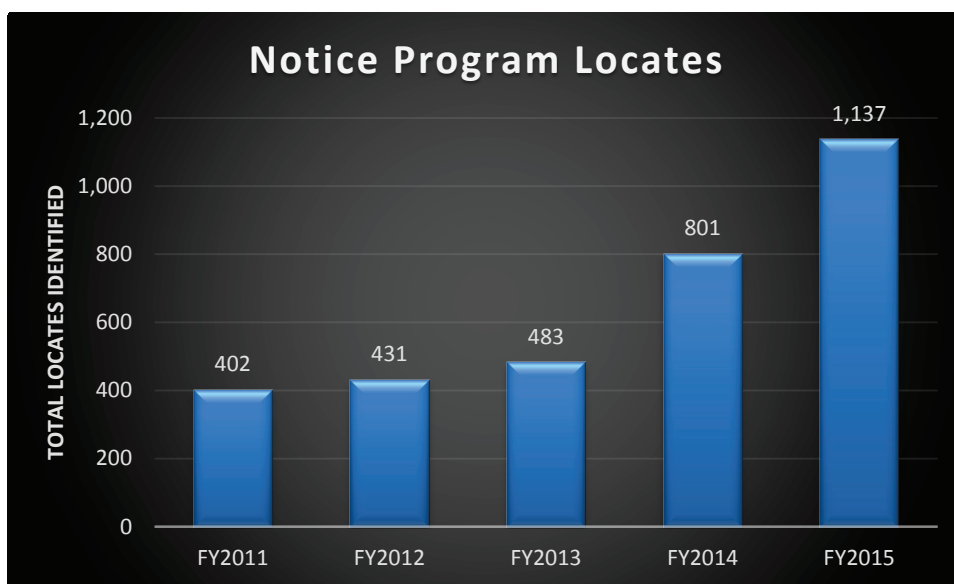 Notice Program Locates
TOTAL LOCATES IDENTIFIED
1,200
1,000
800
600
400
200
0
402
431
483
801
1,137
FY2011
FY2012
FY2013
FY2014
FY2015